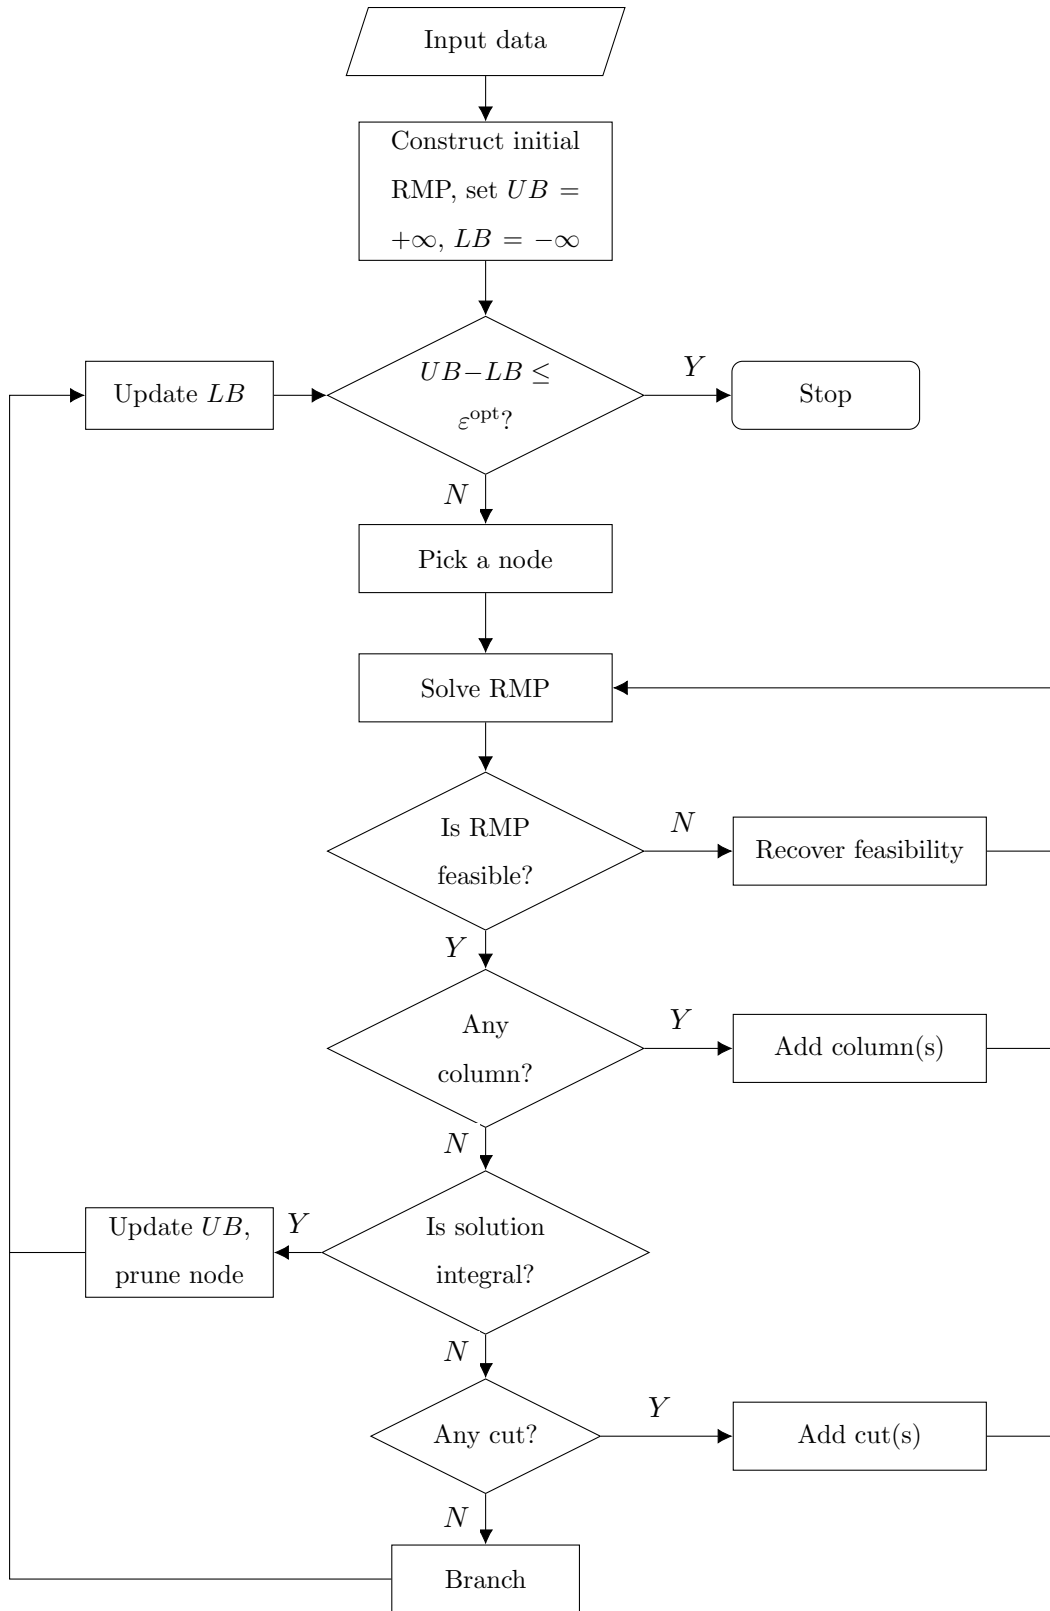 Input data
Construct initial
RMP, set UB =
+∞, LB = −∞
Update LB
UB−LB ≤
ε^opt?
Y
Stop
N
Pick a node
Solve RMP
Is RMP
feasible?
N
Recover feasibility
Y
Any
column?
Y
Add column(s)
N
Update UB,
prune node
Y
Is solution
integral?
N
Any cut?
Y
Add cut(s)
N
Branch